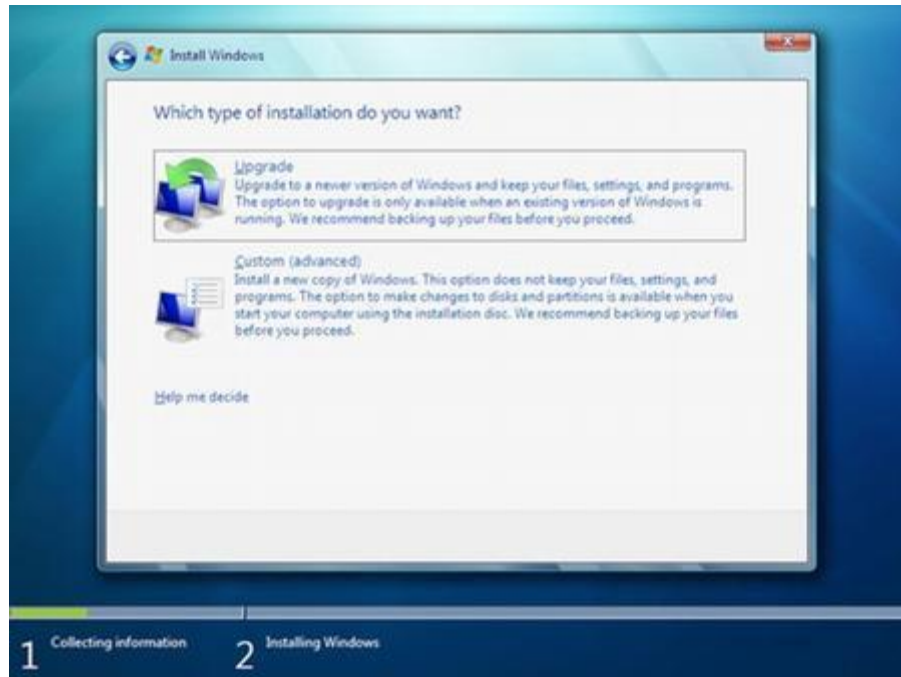 Install Windows
Which type of installation do you want?
Upgrade
Upgrade to a newer version of Windows and keep your files, settings, and programs.
The option to upgrade is only available when an existing version of Windows is
running. We recommend backing up your files before you proceed.
Custom (advanced)
Install a new copy of Windows. This option does not keep your files, settings, and
programs. The option to make changes to disks and partitions is available when you
start your computer using the installation disc. We recommend backing up your files
before you proceed.
Help me decide
1 Collecting information
2 Installing Windows